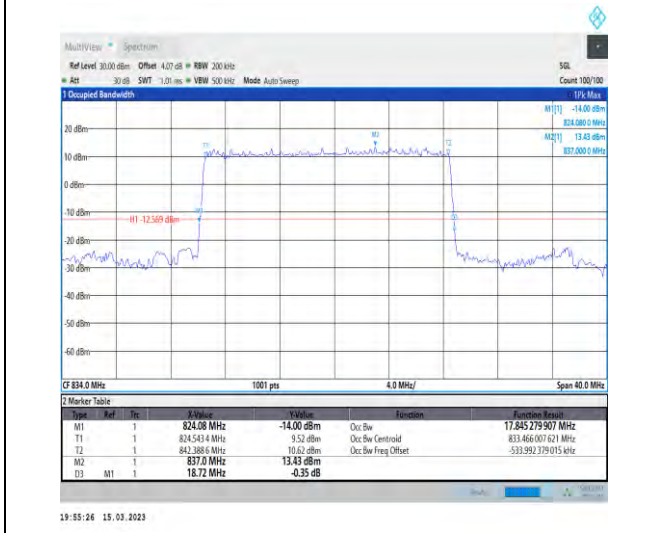 MultiView Spectrum
Ref Level 30.00 dBm Offset 4.07 dB RBW 200 kHz SGL
Att 30 dB SWT 1.01 ms VBW 500 kHz Mode Auto Sweep Count 100/100
1 Occupied Bandwidth 1Pk Max
M1[1] -14.00 dBm
824.080 0 MHz
M2[1] 13.43 dBm
837.000 0 MHz
20 dBm
M2
T1 T2
10 dBm
0 dBm
-10 dBm
H1 -12.569 dBm
-20 dBm
-30 dBm
-40 dBm
-50 dBm
-60 dBm
CF 834.0 MHz 1001 pts 4.0 MHz/ Span 40.0 MHz
2 Marker Table
Type Ref Trc X-Value Y-Value Function Function Result
M1 1 824.08 MHz -14.00 dBm Occ Bw 17.845 279 907 MHz
T1 1 824.543 4 MHz 9.52 dBm Occ Bw Centroid 833.466 007 621 MHz
T2 1 842.388 6 MHz 10.62 dBm Occ Bw Freq Offset -533.992 379 015 kHz
M2 1 837.0 MHz 13.43 dBm
D3 M1 1 18.72 MHz -0.35 dB
19:55:26 15.03.2023